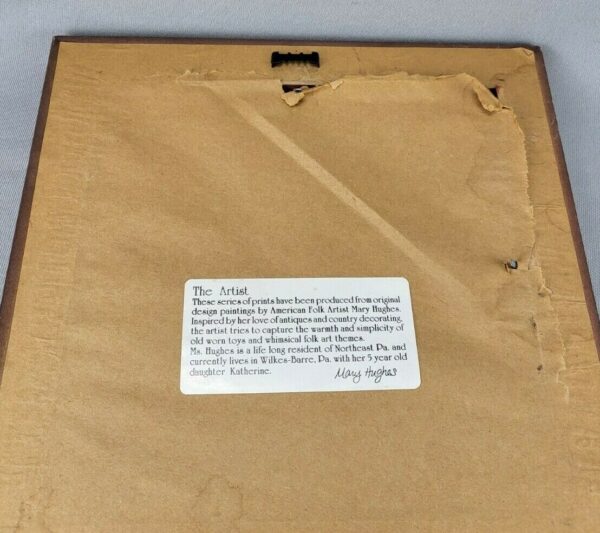 The Artist
These series of prints have been produced from original
design paintings by American Folk Artist Mary Hughes.
Inspired by her love of antiques and country decorating,
the artist tries to capture the warmth and simplicity of
old worn toys and whimsical folk art themes.
Ms. Hughes is a life long resident of Northeast Pa. and
currently lives in Wilkes-Barre, Pa. with her 5 year old
daughter Katherine.
Mary Hughes